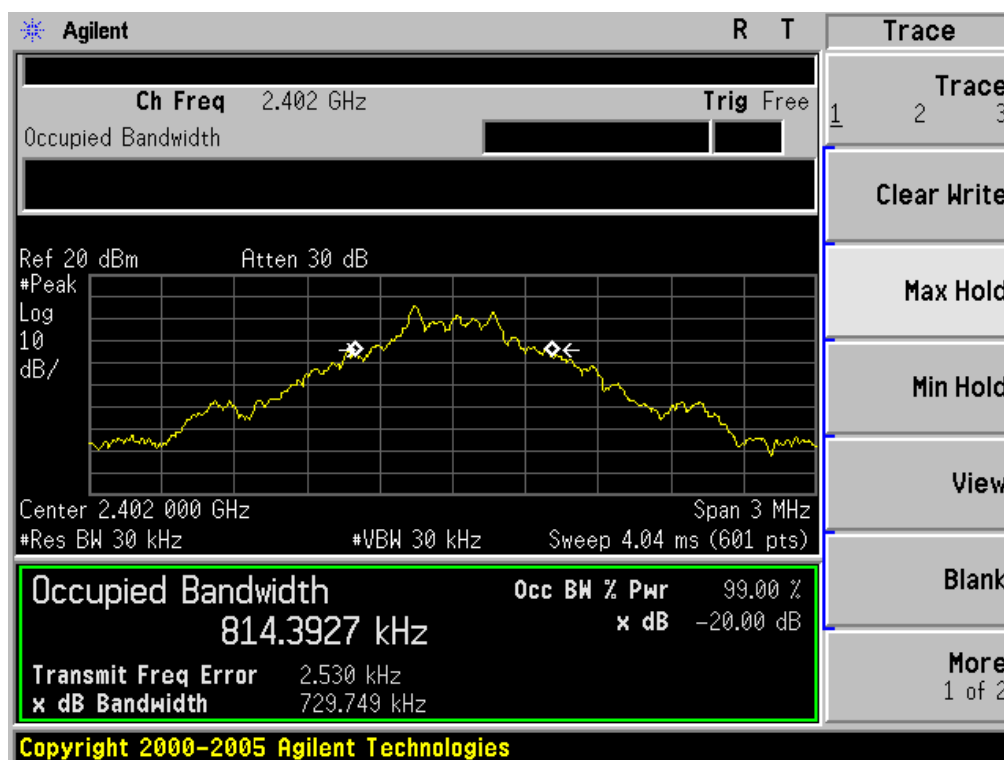 Agilent R T Trace
Ch Freq 2.402 GHz Trig Free
Occupied Bandwidth
Trace
1 2 3
Clear Write
Max Hold
Min Hold
View
Blank
More
1 of 2
Ref 20 dBm Atten 30 dB
#Peak
Log
10
dB/
Center 2.402 000 GHz Span 3 MHz
#Res BW 30 kHz #VBW 30 kHz Sweep 4.04 ms (601 pts)
Occupied Bandwidth Occ BW % Pwr 99.00 %
814.3927 kHz x dB -20.00 dB
Transmit Freq Error 2.530 kHz
x dB Bandwidth 729.749 kHz
Copyright 2000-2005 Agilent Technologies